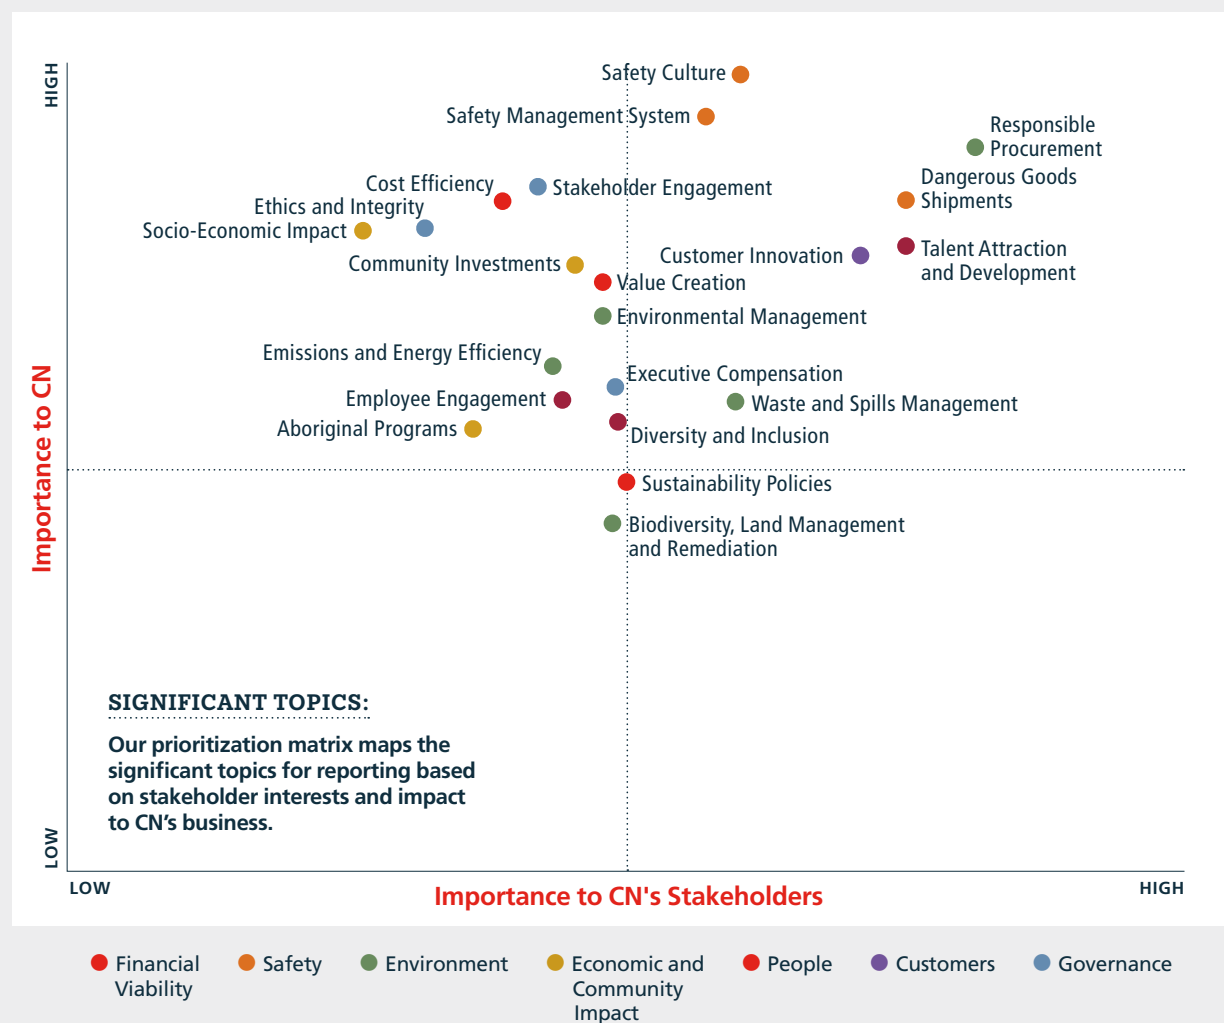 HIGH
Safety Culture
Safety Management System
Responsible
Procurement
Dangerous Goods
Shipments
Cost Efficiency
Stakeholder Engagement
Ethics and Integrity
Socio-Economic Impact
Talent Attraction
and Development
Customer Innovation
Community Investments
Value Creation
Environmental Management
Emissions and Energy Efficiency
Executive Compensation
Employee Engagement
Waste and Spills Management
Aboriginal Programs
Diversity and Inclusion
Importance to CN
Sustainability Policies
Biodiversity, Land Management
and Remediation
SIGNIFICANT TOPICS:
Our prioritization matrix maps the
significant topics for reporting based
on stakeholder interests and impact
to CN’s business.
LOW
LOW
Importance to CN's Stakeholders
HIGH
Financial
Viability
Safety
Environment
Economic and
Community
Impact
People
Customers
Governance